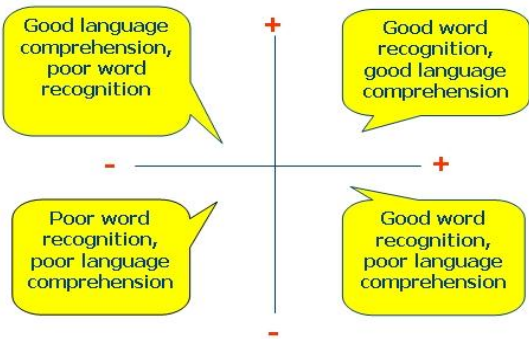 Good language
comprehension,
poor word
recognition
+
Good word
recognition,
good language
comprehension
-
+
Poor word
recognition,
poor language
comprehension
Good word
recognition,
poor language
comprehension
-